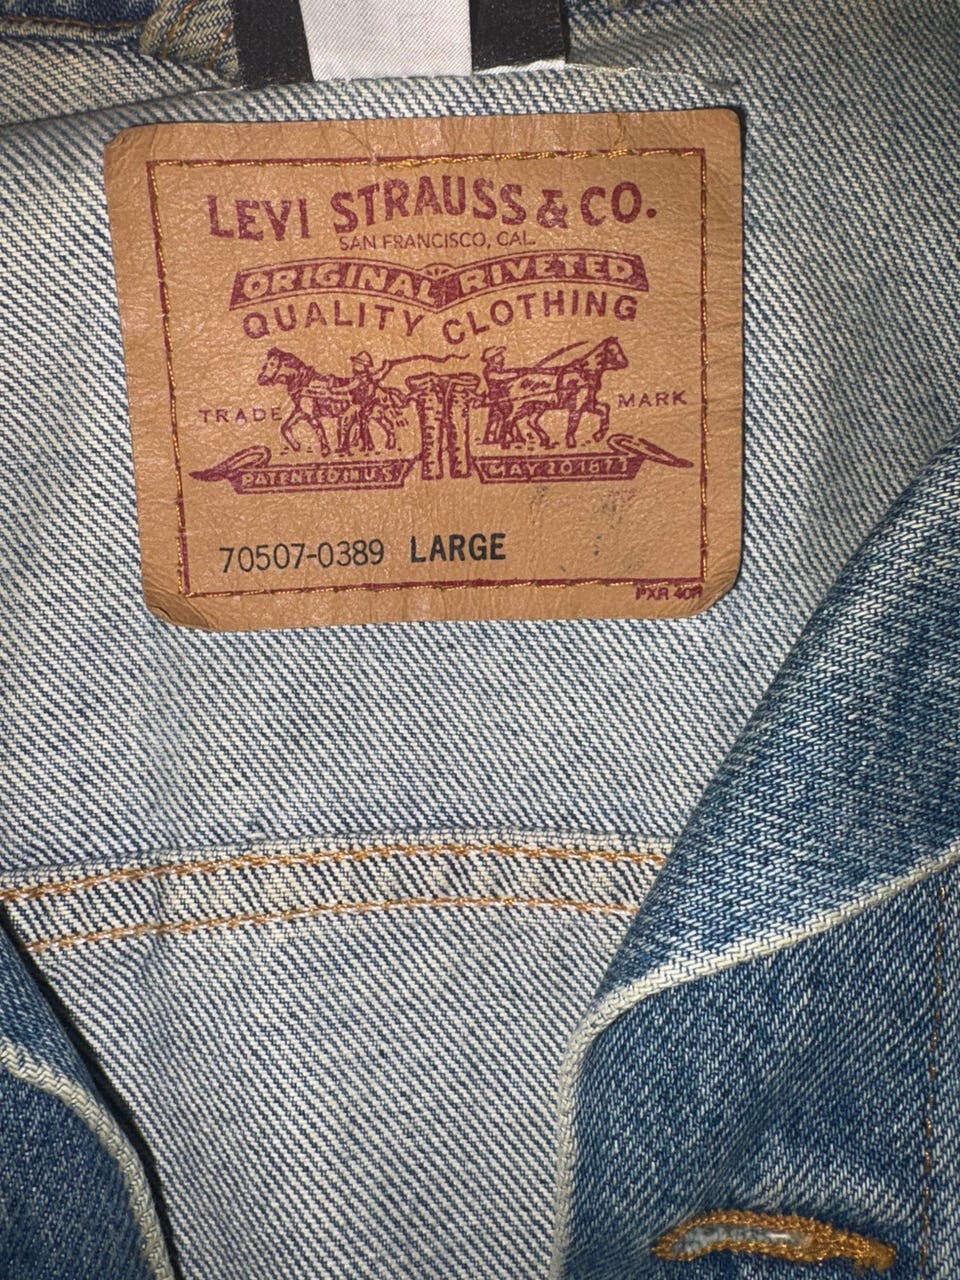 LEVI STRAUSS & CO.
SAN FRANCISCO, CAL.
ORIGINAL RIVETED
QUALITY CLOTHING
TRADE MARK
PATENTED IN U.S. MAY 20 1873
70507-0389 LARGE